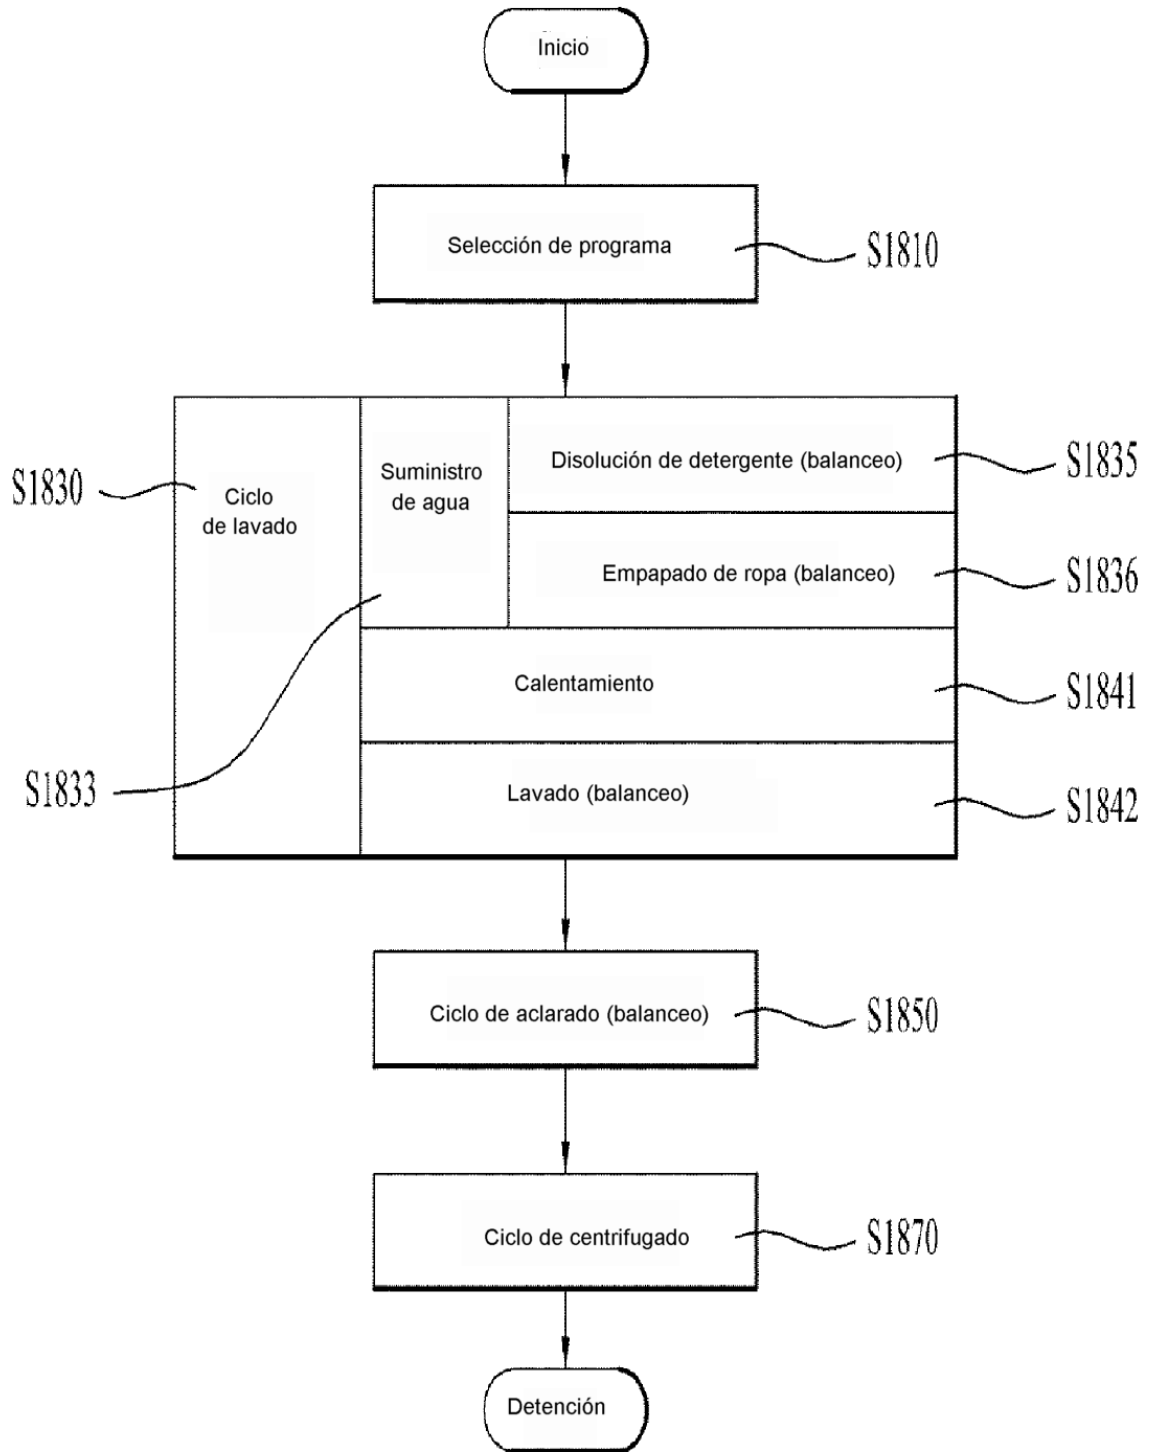 Inicio
Selección de programa
S1810
S1830
Ciclo
de lavado
Suministro
de agua
S1833
Disolución de detergente (balanceo)
S1835
Empapado de ropa (balanceo)
S1836
Calentamiento
S1841
Lavado (balanceo)
S1842
Ciclo de aclarado (balanceo)
S1850
Ciclo de centrifugado
S1870
Detención